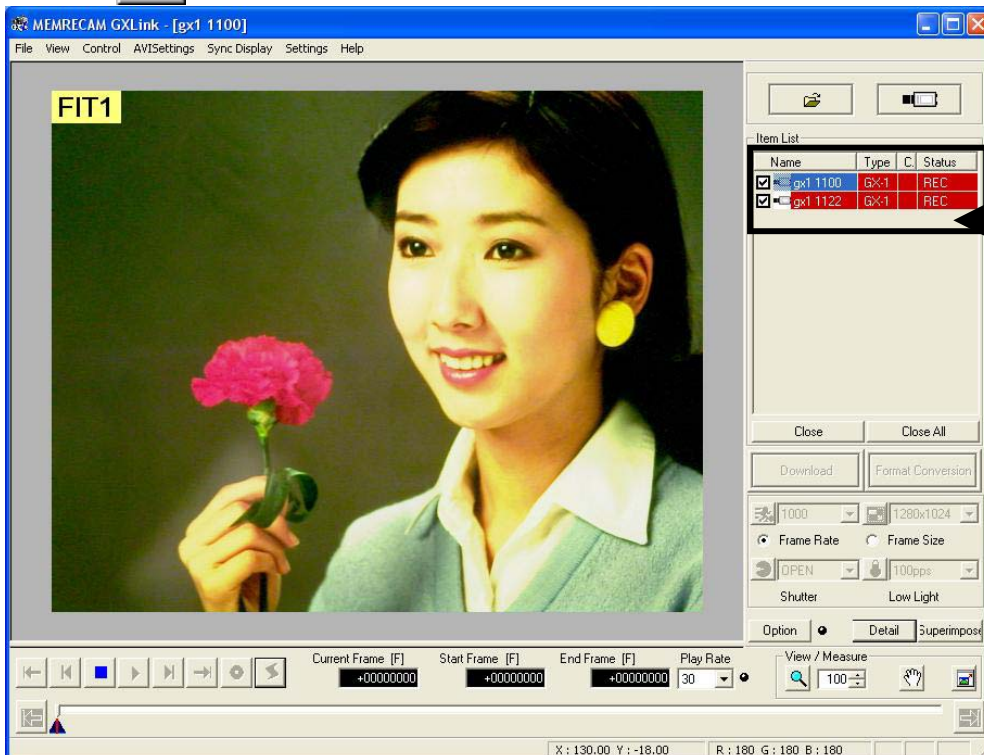 MEMRECAM GXLink - [gx1 1100]
File View Control AVISettings Sync Display Settings Help
FIT1
Item List
Name Type C. Status
gx1 1100 GX-1 REC
gx1 1122 GX-1 REC
Close Close All
Download Format Conversion
1000 1280x1024
Frame Rate Frame Size
OPEN 100pps
Shutter Low Light
Option Detail Superimpose
Current Frame [F] Start Frame [F] End Frame [F] Play Rate View / Measure
+00000000 +00000000 +00000000 30 100
X : 130.00 Y : -18.00 R : 180 G : 180 B : 180